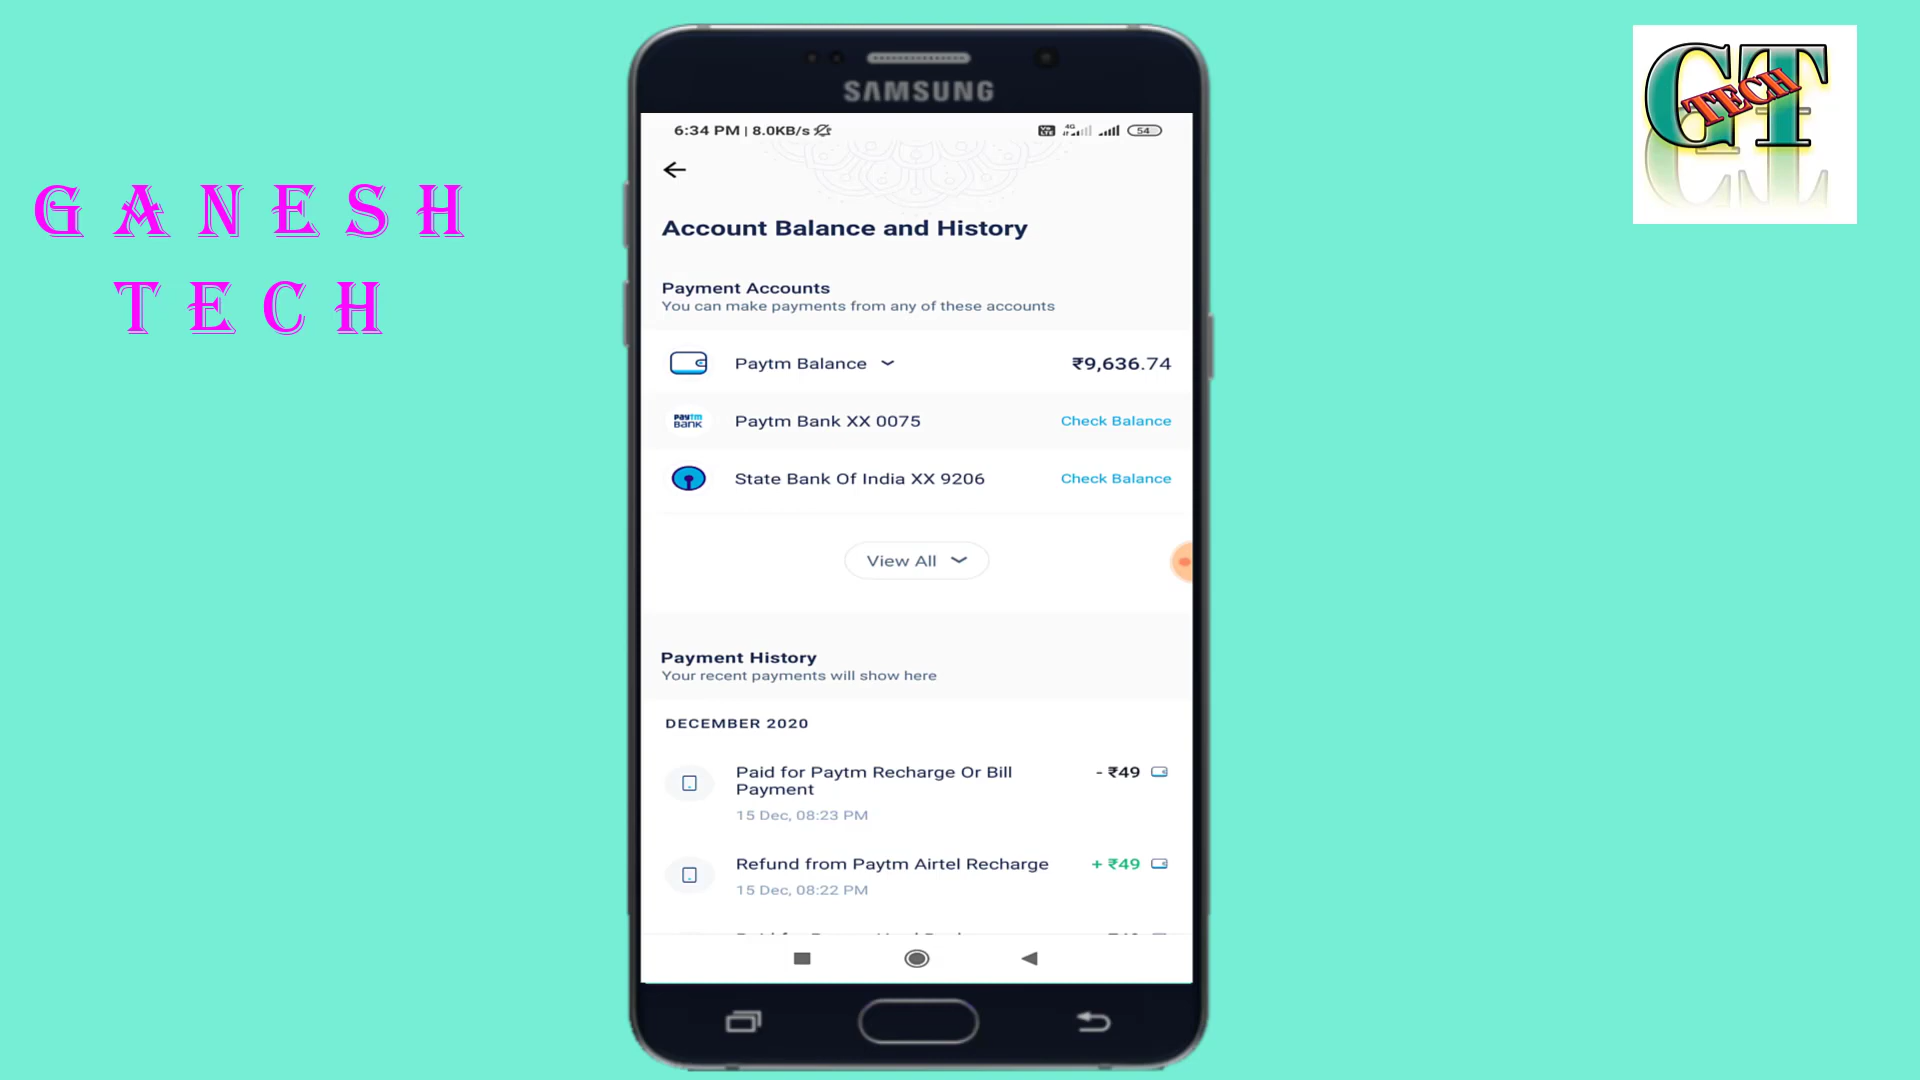 GANESH
TECH
GT
TECH
SAMSUNG
6:34 PM | 8.0KB/s
4G
54
Account Balance and History
Payment Accounts
You can make payments from any of these accounts
Paytm Balance ₹9,636.74
paytm
Bank
Paytm Bank XX 0075 Check Balance
State Bank Of India XX 9206 Check Balance
View All
Payment History
Your recent payments will show here
DECEMBER 2020
Paid for Paytm Recharge Or Bill - ₹49
Payment
15 Dec, 08:23 PM
Refund from Paytm Airtel Recharge + ₹49
15 Dec, 08:22 PM